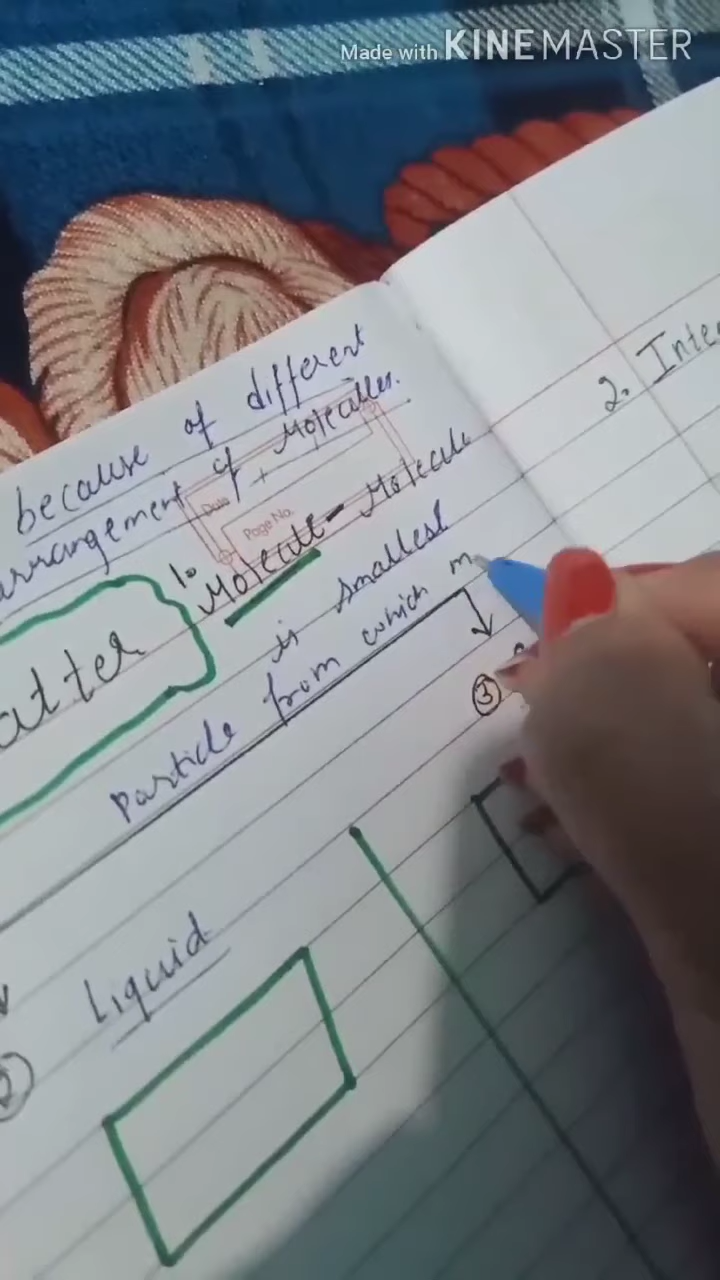 Made with KINEMASTER
because of different
arrangement of Molecules.
Date
Page No.
1. Molecule - Molecule
is smallest
particle from which m
atter
2. Inte
3
Liquid